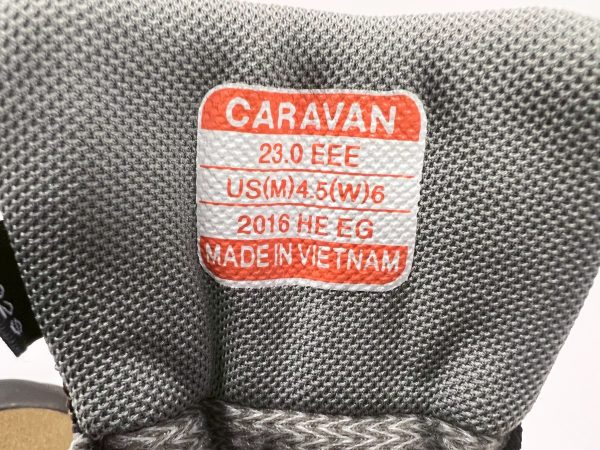 CARAVAN
23.0 EEE
US(M)4.5(W)6
2016 HE EG
MADE IN VIETNAM